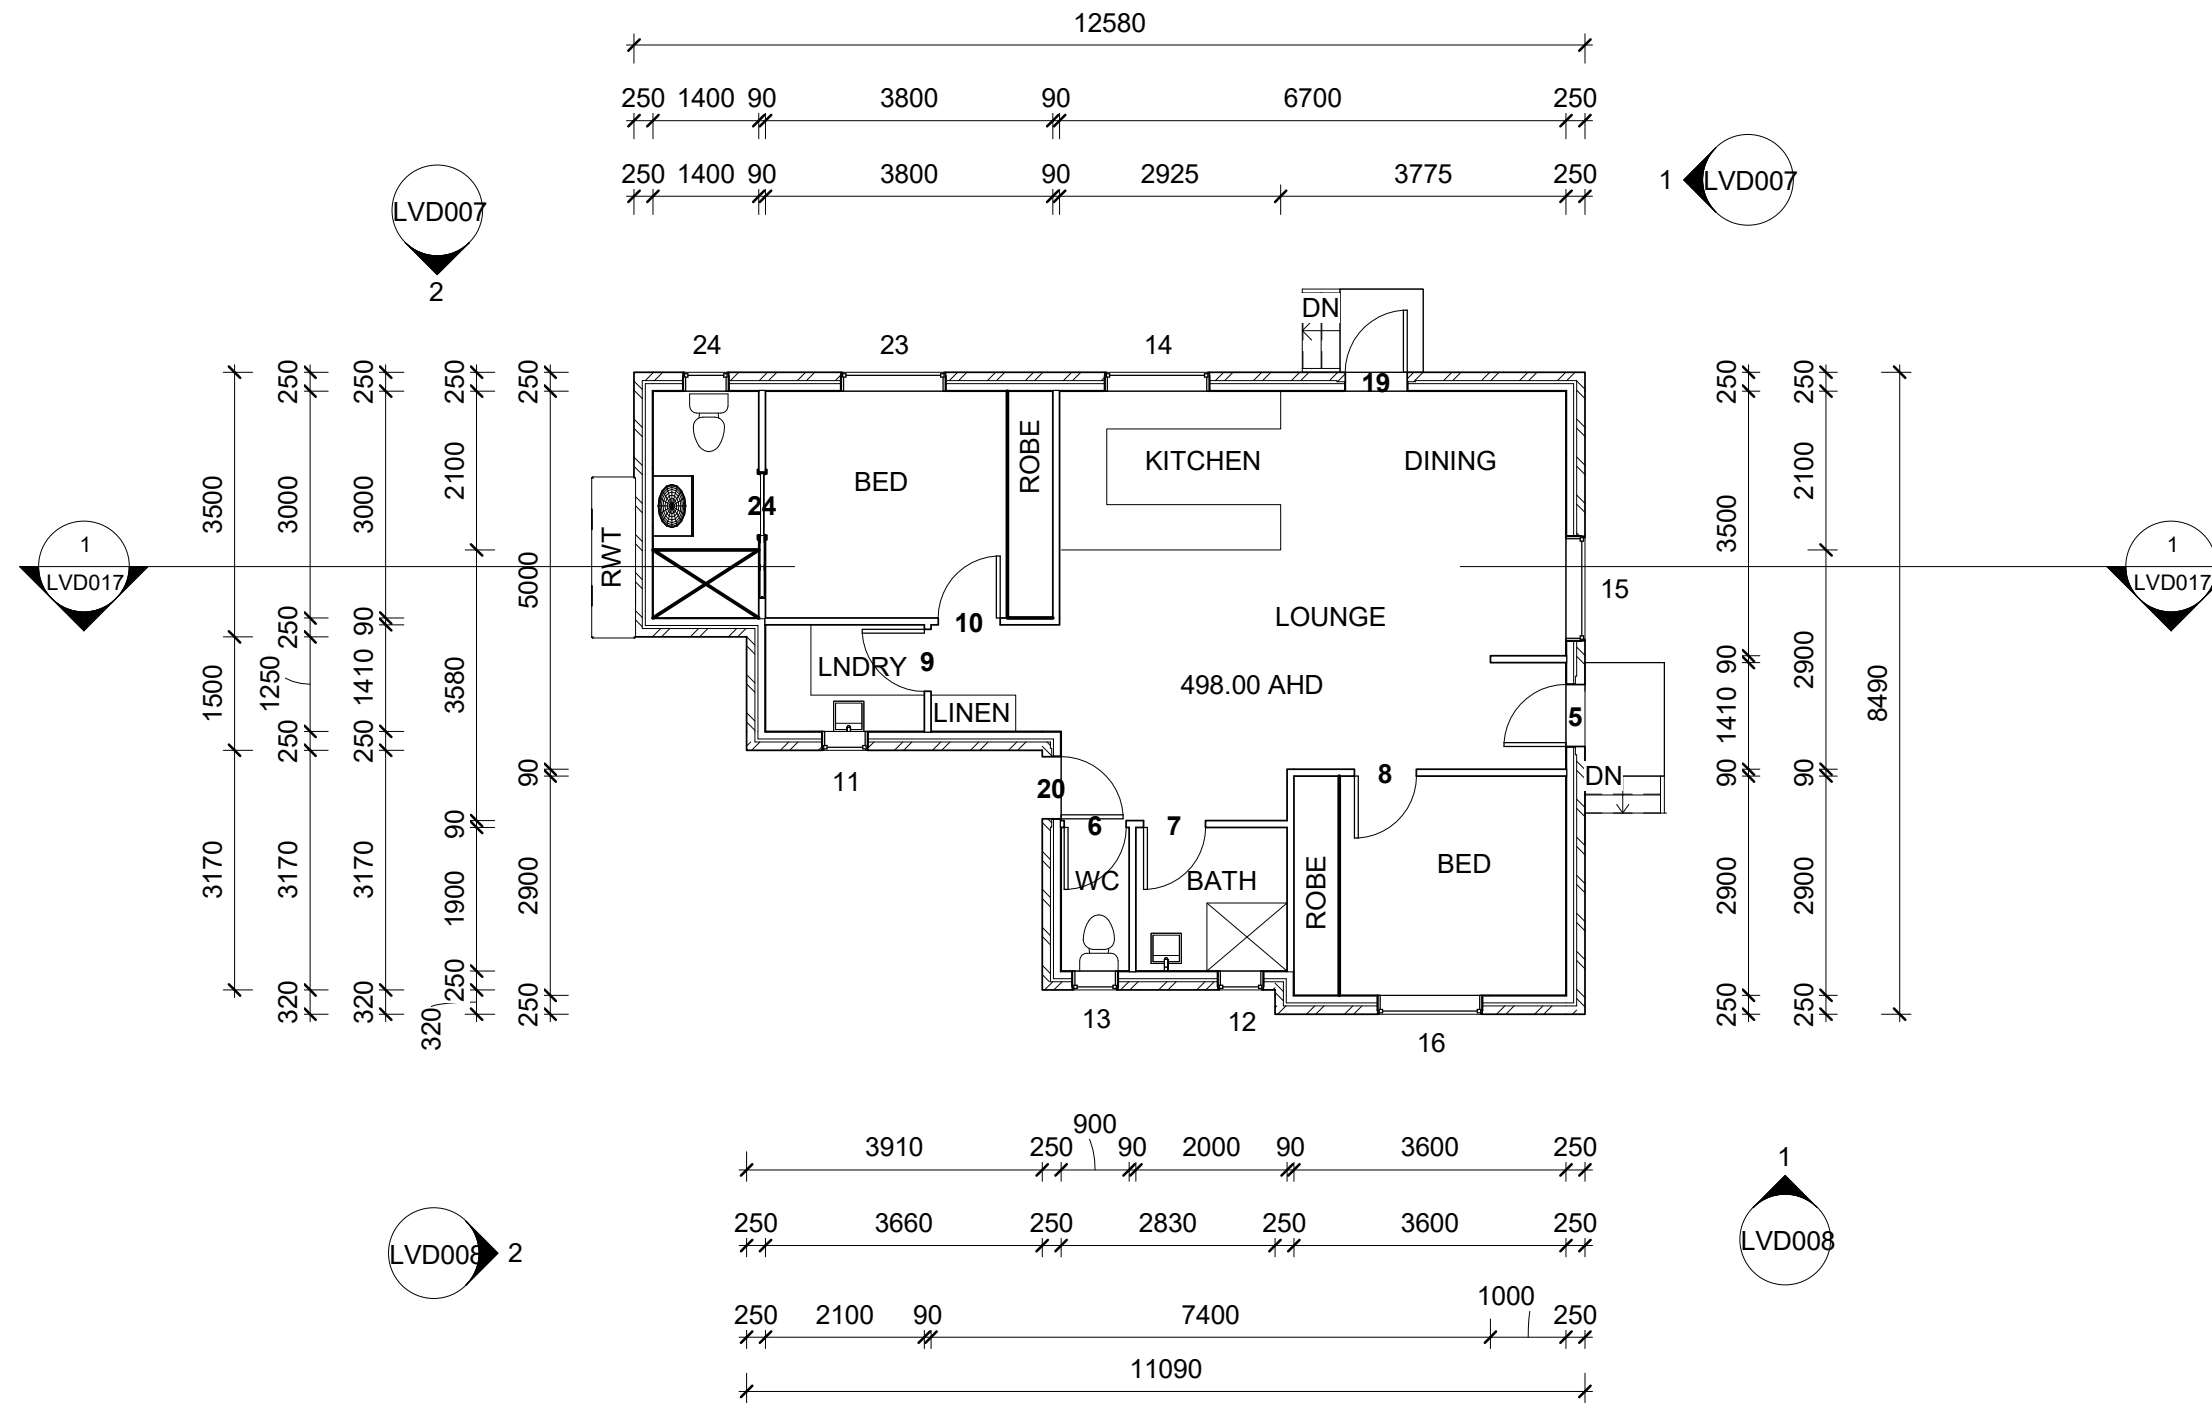 12580
250 1400 90 3800 90 6700 250
250 1400 90 3800 90 2925 3775 250
LVD007
2
1 LVD007
DN
24 23 14
19
KITCHEN DINING
BED
ROBE
24
RWT
1
LVD017
1
LVD017
15
LOUNGE
10
LNDRY 9
498.00 AHD
LINEN
5
11
20
8
DN
6 7
WC BATH
ROBE
BED
13 12
16
3500
1500
3170
250
3000
250
1250
250
3170
320
250
3000
90
1410
250
3170
320
250
2100
3580
90
1900
250
320
250
5000
90
2900
250
250
3500
90
1410
90
2900
250
250
2100
2900
90
2900
250
8490
900
3910 250 90 2000 90 3600 250
250 3660 250 2830 250 3600 250
1000
250 2100 90 7400 250
11090
LVD008 2
1
LVD008